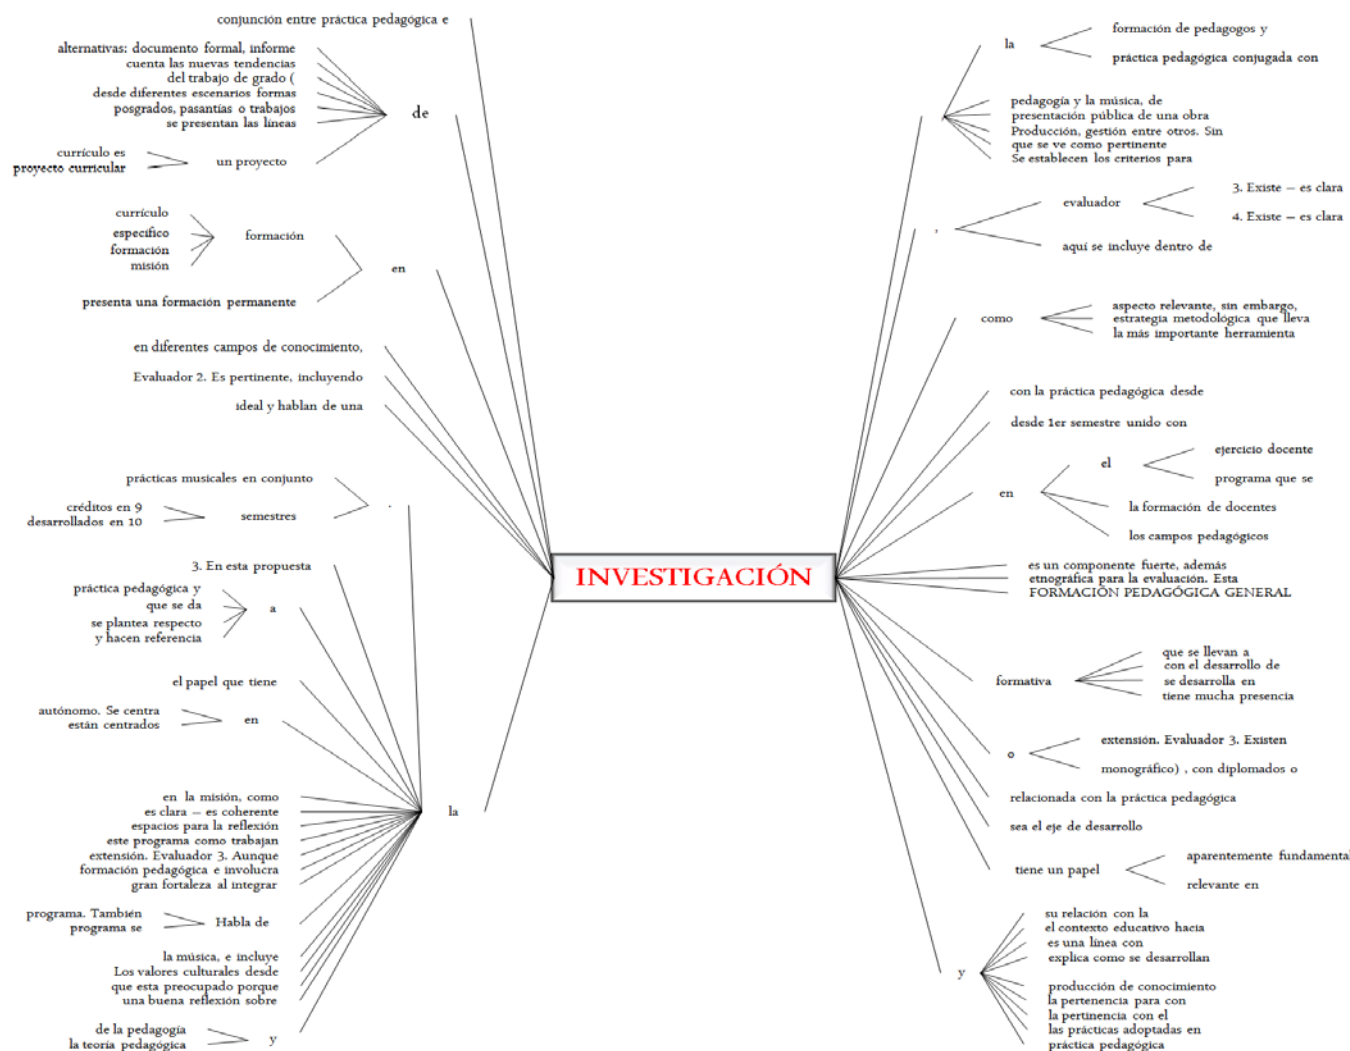 conjunción entre práctica pedagógica e
alternativas: documento formal, informe
cuenta las nuevas tendencias
del trabajo de grado (
desde diferentes escenarios formas
posgrados, pasantías o trabajos
se presentan las líneas
de
currículo es
proyecto curricular
un proyecto
currículo
específico
formación
misión
formación
en
presenta una formación permanente
en diferentes campos de conocimiento,
Evaluador 2. Es pertinente, incluyendo
ideal y hablan de una
prácticas musicales en conjunto
créditos en 9
desarrollados en 10
semestres
.
3. En esta propuesta
práctica pedagógica y
que se da
se plantea respecto
y hacen referencia
a
el papel que tiene
autónomo. Se centra
están centrados
en
en la misión, como
es clara – es coherente
espacios para la reflexión
este programa como trabajan
extensión. Evaluador 3. Aunque
formación pedagógica e involucra
gran fortaleza al integrar
la
programa. También
programa se
Habla de
la música, e incluye
Los valores culturales desde
que esta preocupado porque
una buena reflexión sobre
de la pedagogía
la teoría pedagógica
y
INVESTIGACIÓN
la
formación de pedagogos y
práctica pedagógica conjugada con
pedagogía y la música, de
presentación pública de una obra
Producción, gestión entre otros. Sin
que se ve como pertinente
Se establecen los criterios para
,
evaluador
3. Existe – es clara
4. Existe – es clara
aquí se incluye dentro de
como
aspecto relevante, sin embargo,
estrategia metodológica que lleva
la más importante herramienta
con la práctica pedagógica desde
desde 1er semestre unido con
en
el
ejercicio docente
programa que se
la formación de docentes
los campos pedagógicos
es un componente fuerte, además
etnográfica para la evaluación. Esta
FORMACIÓN PEDAGÓGICA GENERAL
formativa
que se llevan a
con el desarrollo de
se desarrolla en
tiene mucha presencia
o
extensión. Evaluador 3. Existen
monográfico) , con diplomados o
relacionada con la práctica pedagógica
sea el eje de desarrollo
tiene un papel
aparentemente fundamental
relevante en
y
su relación con la
el contexto educativo hacia
es una línea con
explica como se desarrollan
producción de conocimiento
la pertenencia para con
la pertinencia con el
las prácticas adoptadas en
práctica pedagógica